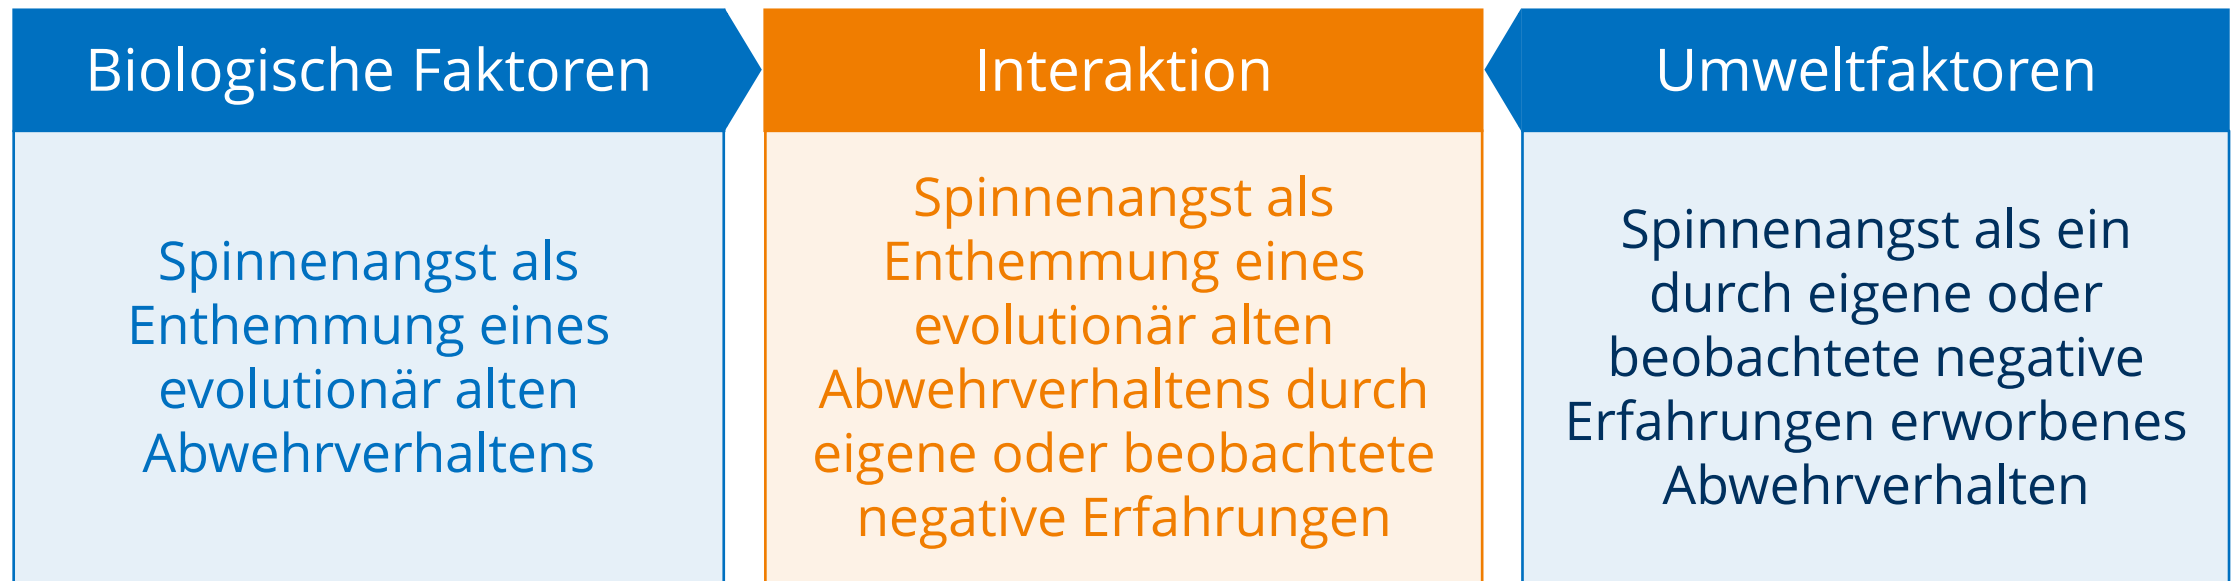 Biologische Faktoren
Spinnenangst als
Enthemmung eines
evolutionär alten
Abwehrverhaltens
Interaktion
Spinnenangst als
Enthemmung eines
evolutionär alten
Abwehrverhaltens durch
eigene oder beobachtete
negative Erfahrungen
Umweltfaktoren
Spinnenangst als ein
durch eigene oder
beobachtete negative
Erfahrungen erworbenes
Abwehrverhalten